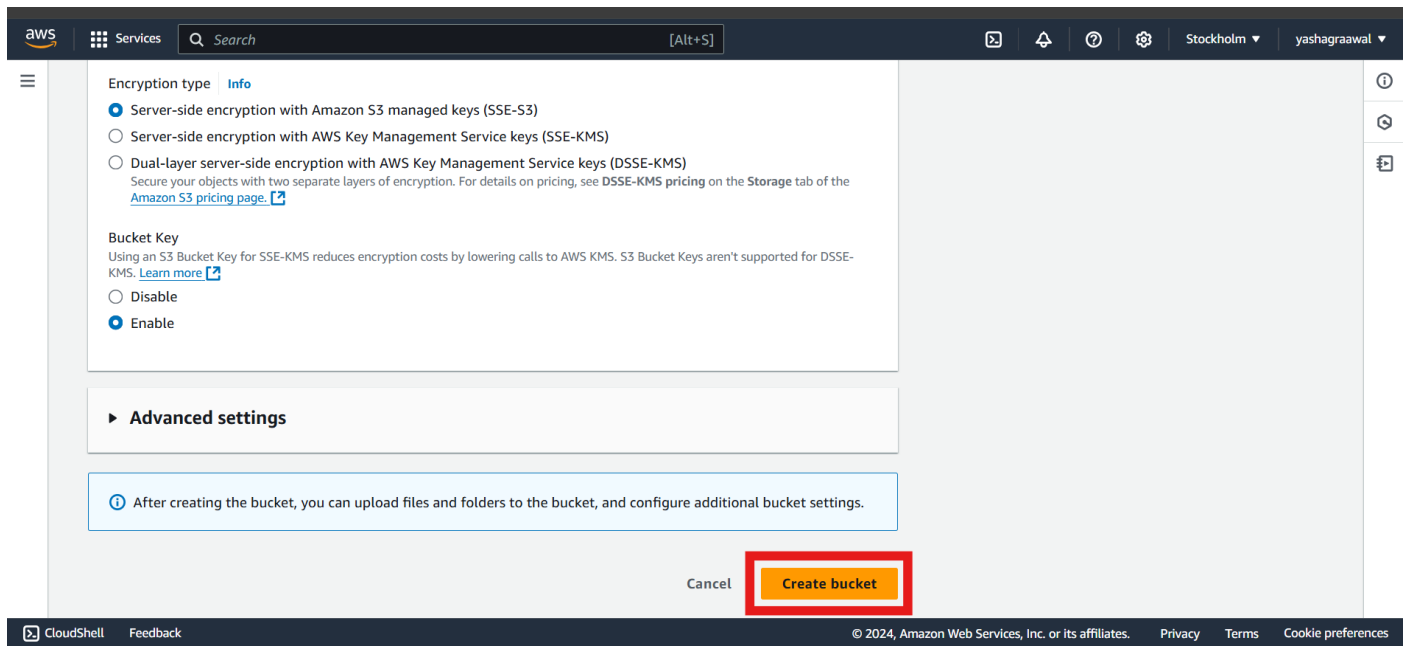 aws
Services
Search
[Alt+S]
Stockholm
yashagraawal
Encryption type
Info
Server-side encryption with Amazon S3 managed keys (SSE-S3)
Server-side encryption with AWS Key Management Service keys (SSE-KMS)
Dual-layer server-side encryption with AWS Key Management Service keys (DSSE-KMS)
Secure your objects with two separate layers of encryption. For details on pricing, see DSSE-KMS pricing on the Storage tab of the
Amazon S3 pricing page.
Bucket Key
Using an S3 Bucket Key for SSE-KMS reduces encryption costs by lowering calls to AWS KMS. S3 Bucket Keys aren't supported for DSSE-
KMS. Learn more
Disable
Enable
Advanced settings
After creating the bucket, you can upload files and folders to the bucket, and configure additional bucket settings.
Cancel
Create bucket
CloudShell
Feedback
© 2024, Amazon Web Services, Inc. or its affiliates.
Privacy
Terms
Cookie preferences